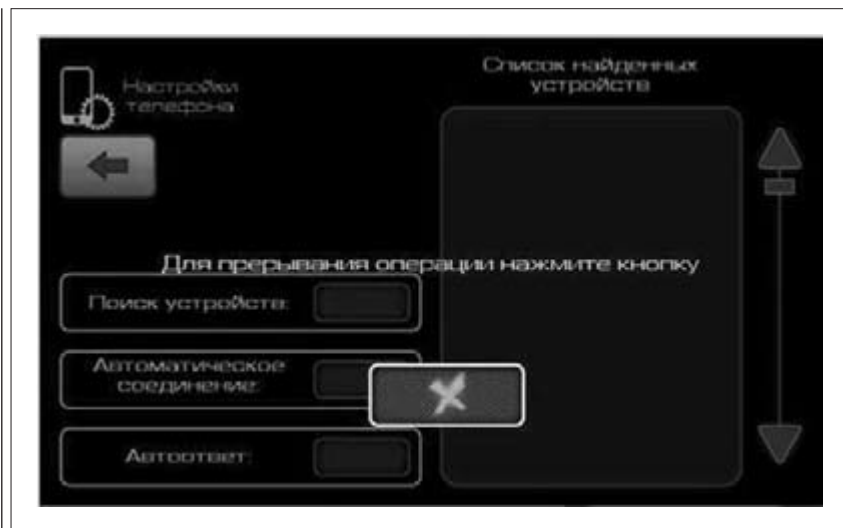 Настройки
телефона
Список найденных
устройств
Для прерывания операции нажмите кнопку
Поиск устройств:
Автоматическое
соединение:
Автоответ: